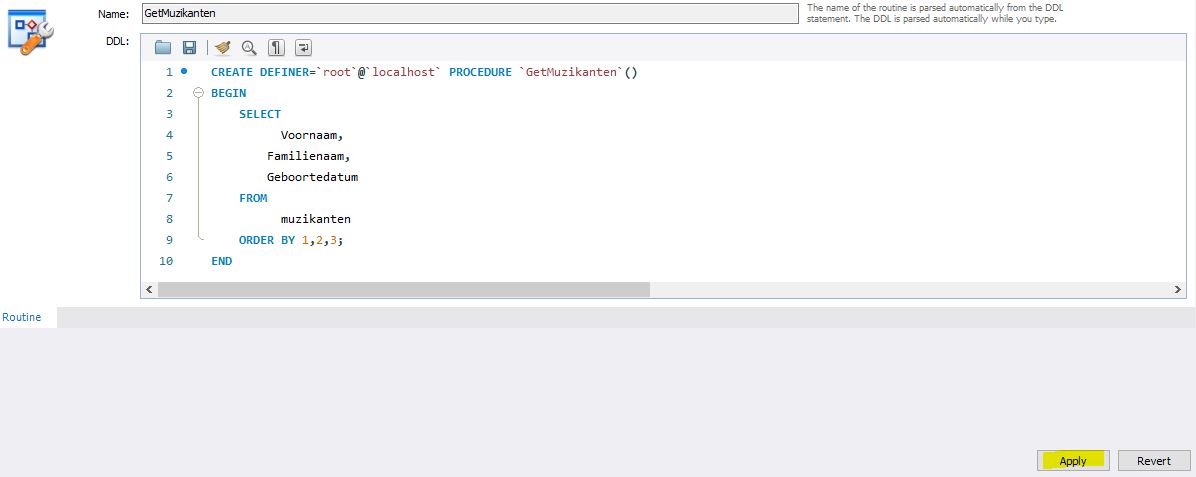 Name: GetMuzikanten
The name of the routine is parsed automatically from the DDL
statement. The DDL is parsed automatically while you type.
DDL:
1 CREATE DEFINER=`root`@`localhost` PROCEDURE `GetMuzikanten`()
2 BEGIN
3 SELECT
4 Voornaam,
5 Familienaam,
6 Geboortedatum
7 FROM
8 muzikanten
9 ORDER BY 1,2,3;
10 END
Routine
Apply Revert